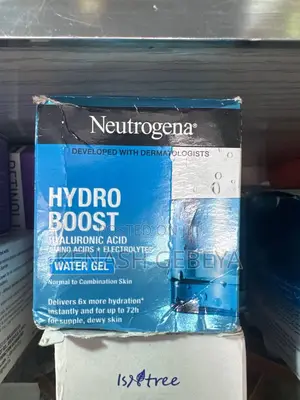 Neutrogena®
DEVELOPED WITH DERMATOLOGISTS
HYDRO
BOOST
HYALURONIC ACID
AMINO ACIDS + ELECTROLYTES
WATER GEL
Normal to Combination Skin
Delivers 6x more hydration*
instantly and for up to 72h
for supple, dewy skin
RETINOL
KENASH GEBEYA